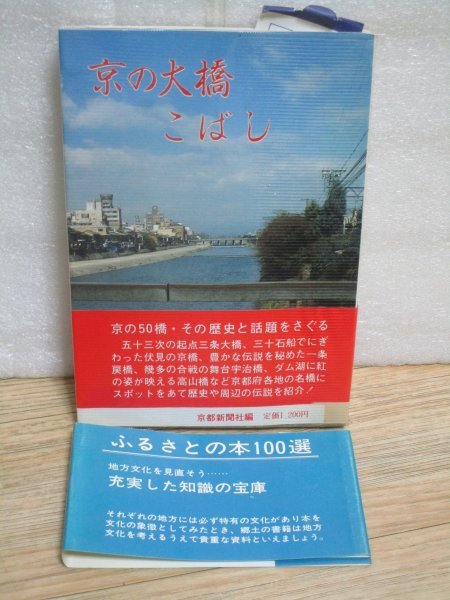 京の大橋
こばし
京の50橋・その歴史と話題をさぐる
五十三次の起点三条大橋、三十石船でにぎ
わった伏見の京橋、豊かな伝説を秘めた一条
戻橋、幾多の合戦の舞台宇治橋、ダム湖に紅
の姿が映える高山橋など京都府各地の名橋に
スポットをあて歴史や周辺の伝説を紹介!
京都新聞社編 定価1,200円
ふるさとの本100選
地方文化を見直そう……
充実した知識の宝庫
それぞれの地方には必ず特有の文化があり本を
文化の象徴としてみたとき、郷土の書籍は地方
文化を考えるうえで貴重な資料といえましょう。